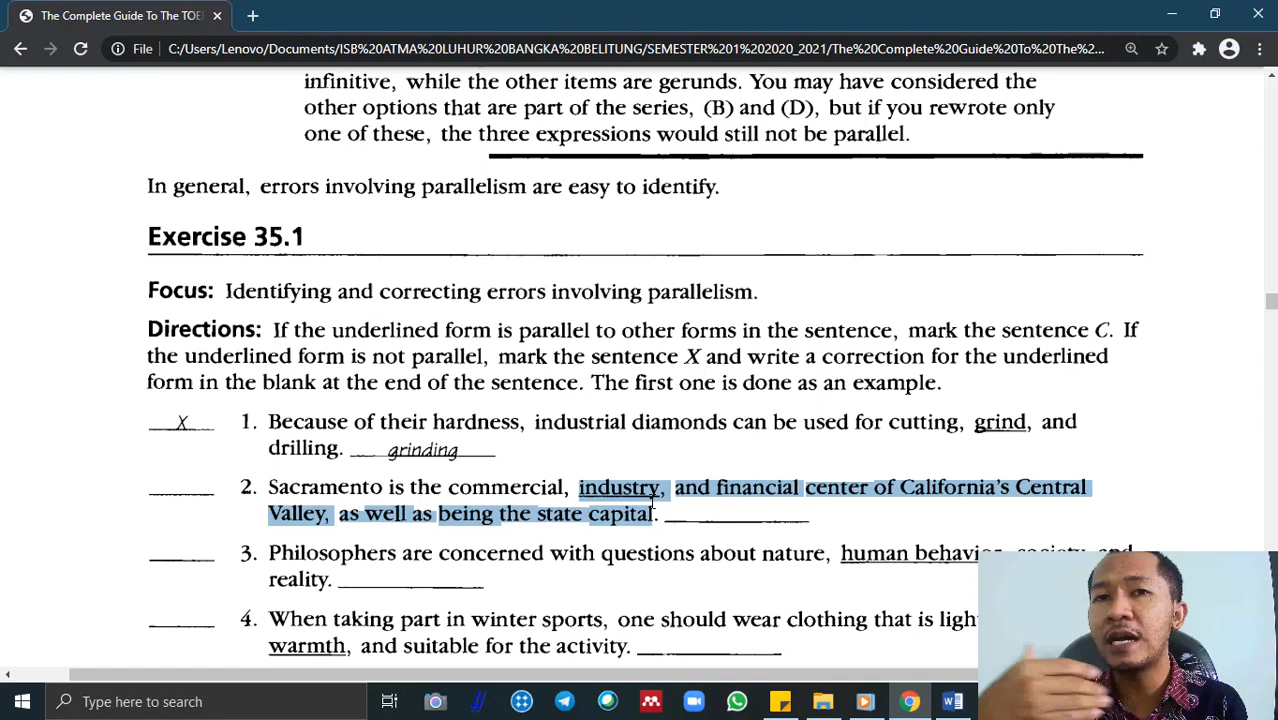 The Complete Guide To The TOE
File C:/Users/Lenovo/Documents/ISB%20ATMA%20LUHUR%20BANGKA%20BELITUNG/SEMESTER%201%202020_2021/The%20Complete%20Guide%20To%20The%2...
infinitive, while the other items are gerunds. You may have considered the
other options that are part of the series, (B) and (D), but if you rewrote only
one of these, the three expressions would still not be parallel.
In general, errors involving parallelism are easy to identify.
Exercise 35.1
Focus: Identifying and correcting errors involving parallelism.
Directions: If the underlined form is parallel to other forms in the sentence, mark the sentence C. If
the underlined form is not parallel, mark the sentence X and write a correction for the underlined
form in the blank at the end of the sentence. The first one is done as an example.
X 1. Because of their hardness, industrial diamonds can be used for cutting, grind, and
drilling. grinding
2. Sacramento is the commercial, industry, and financial center of California's Central
Valley, as well as being the state capital.
3. Philosophers are concerned with questions about nature, human behavior, society, and
reality.
4. When taking part in winter sports, one should wear clothing that is
warmth, and suitable for the activity.
Type here to search